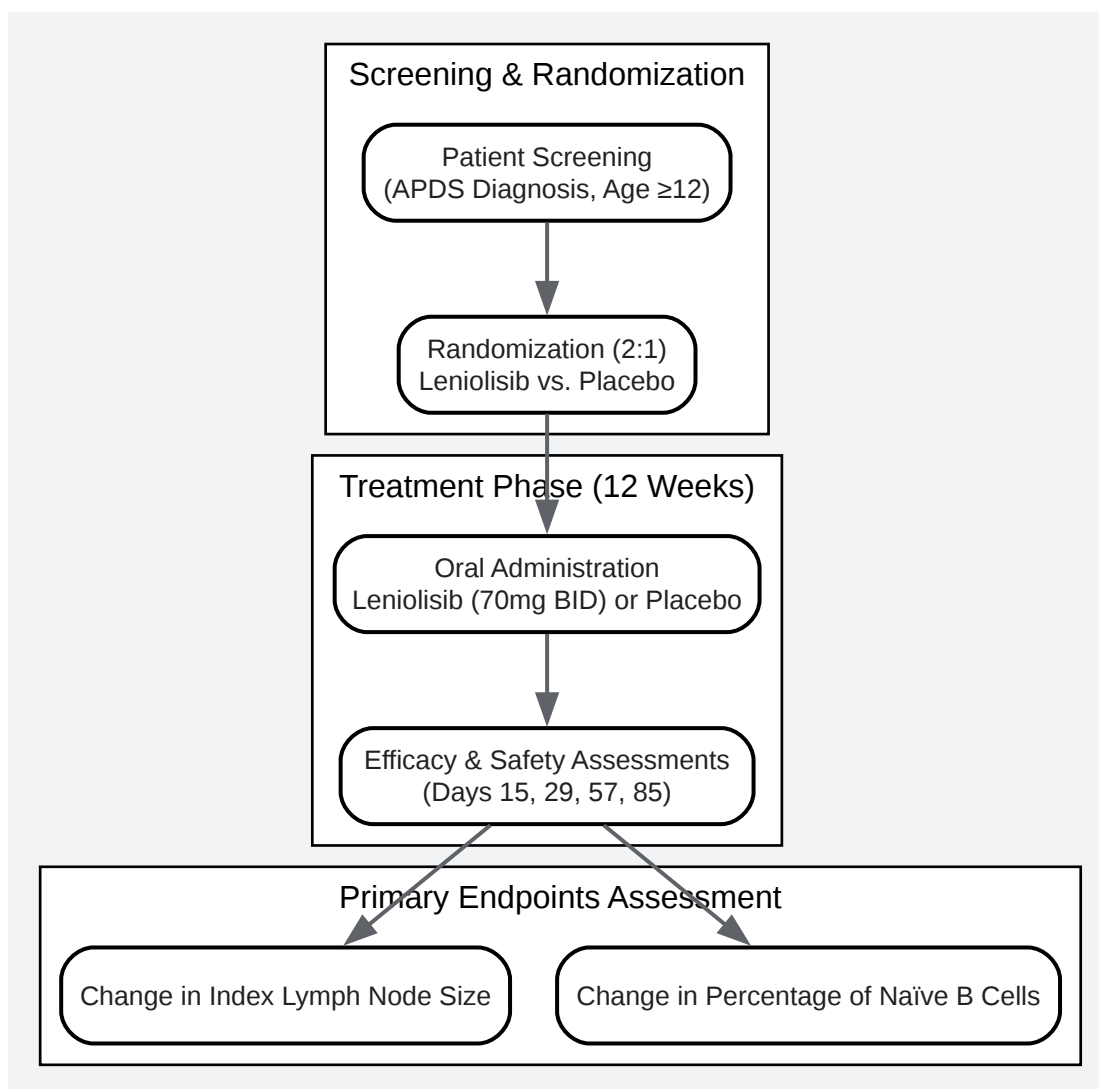 Screening & Randomization
Patient Screening
(APDS Diagnosis, Age ≥12)
Randomization (2:1)
Leniolisib vs. Placebo
Treatment Phase (12 Weeks)
Oral Administration
Leniolisib (70mg BID) or Placebo
Efficacy & Safety Assessments
(Days 15, 29, 57, 85)
Primary Endpoints Assessment
Change in Index Lymph Node Size
Change in Percentage of Naïve B Cells